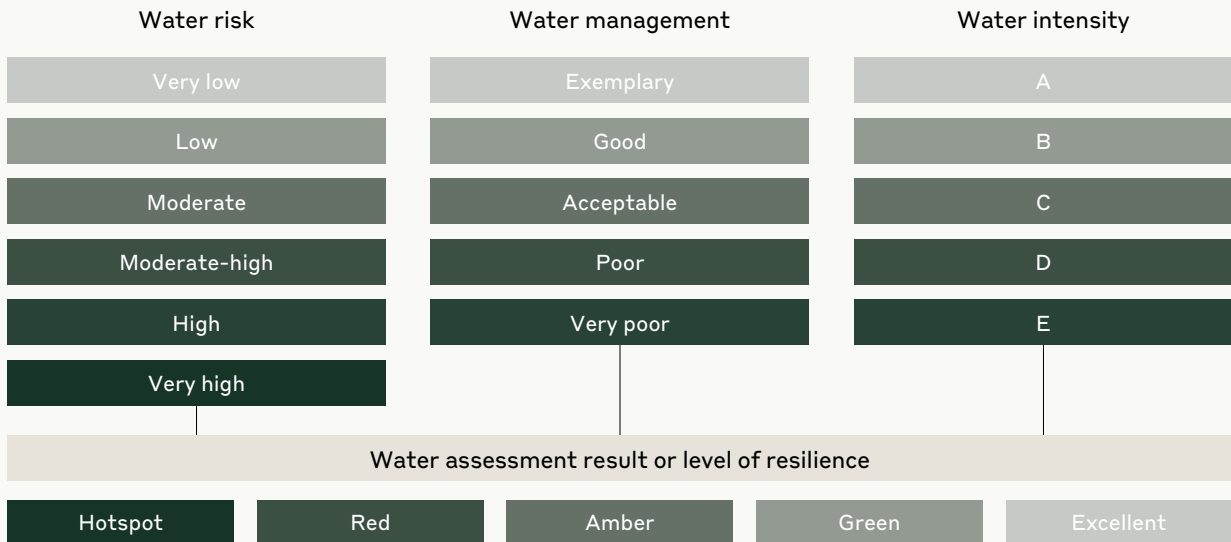 Water risk
Water management
Water intensity
Very low
Exemplary
A
Low
Good
B
Moderate
Acceptable
C
Moderate-high
Poor
D
High
Very poor
E
Very high
Water assessment result or level of resilience
Hotspot
Red
Amber
Green
Excellent